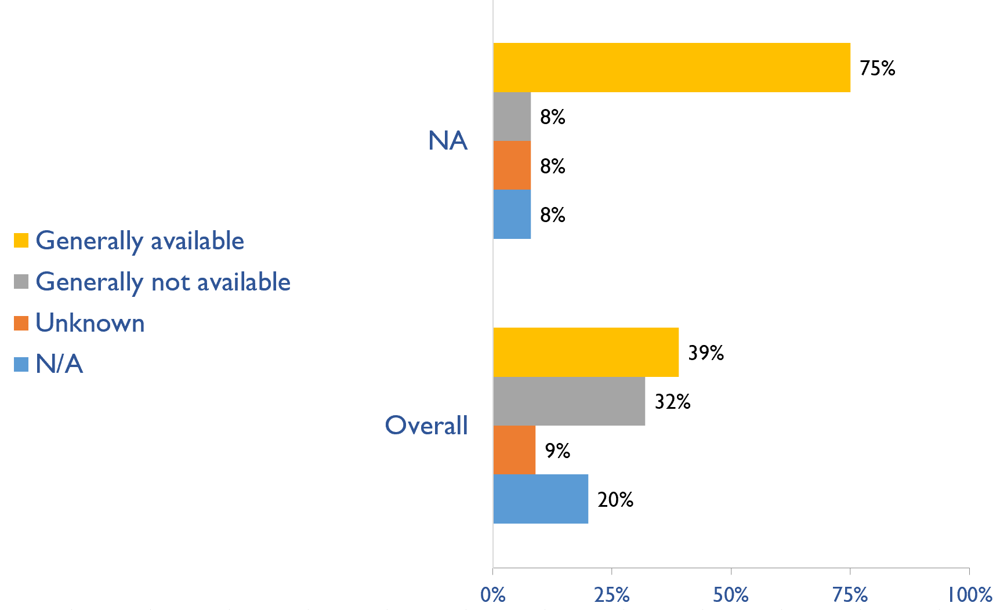 75%
8%
NA
8%
8%
Generally available
Generally not available
Unknown
N/A
39%
32%
Overall
9%
20%
0% 25% 50% 75% 100%